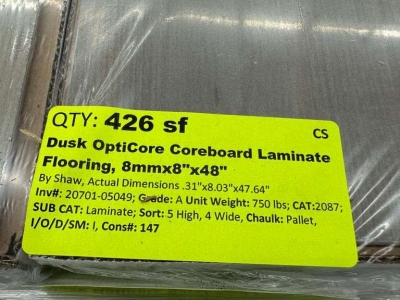 QTY: 426 sf
CS
Dusk OptiCore Coreboard Laminate
Flooring, 8mmx8"x48"
By Shaw, Actual Dimensions .31"x8.03"x47.64"
Inv#: 20701-05049; Grade: A Unit Weight: 750 lbs; CAT:2087;
SUB CAT: Laminate; Sort: 5 High, 4 Wide, Chaulk: Pallet,
I/O/D/SM: I, Cons#: 147